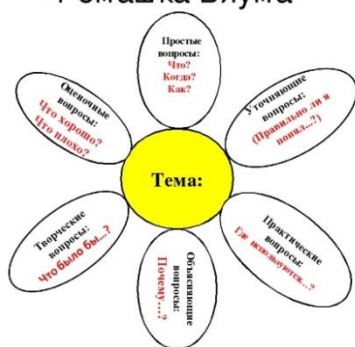 Ромашка Блума
Простые
вопросы:
Что?
Когда?
Как?
Уточняющие
вопросы:
(Правильно ли я
понял...?)
Практические
вопросы:
Где используются...?
Объясняющие
вопросы:
Почему....?
Творческие
вопросы:
Что было бы...?
Оценочные
вопросы:
Что хорошо?
Что плохо?
Тема: